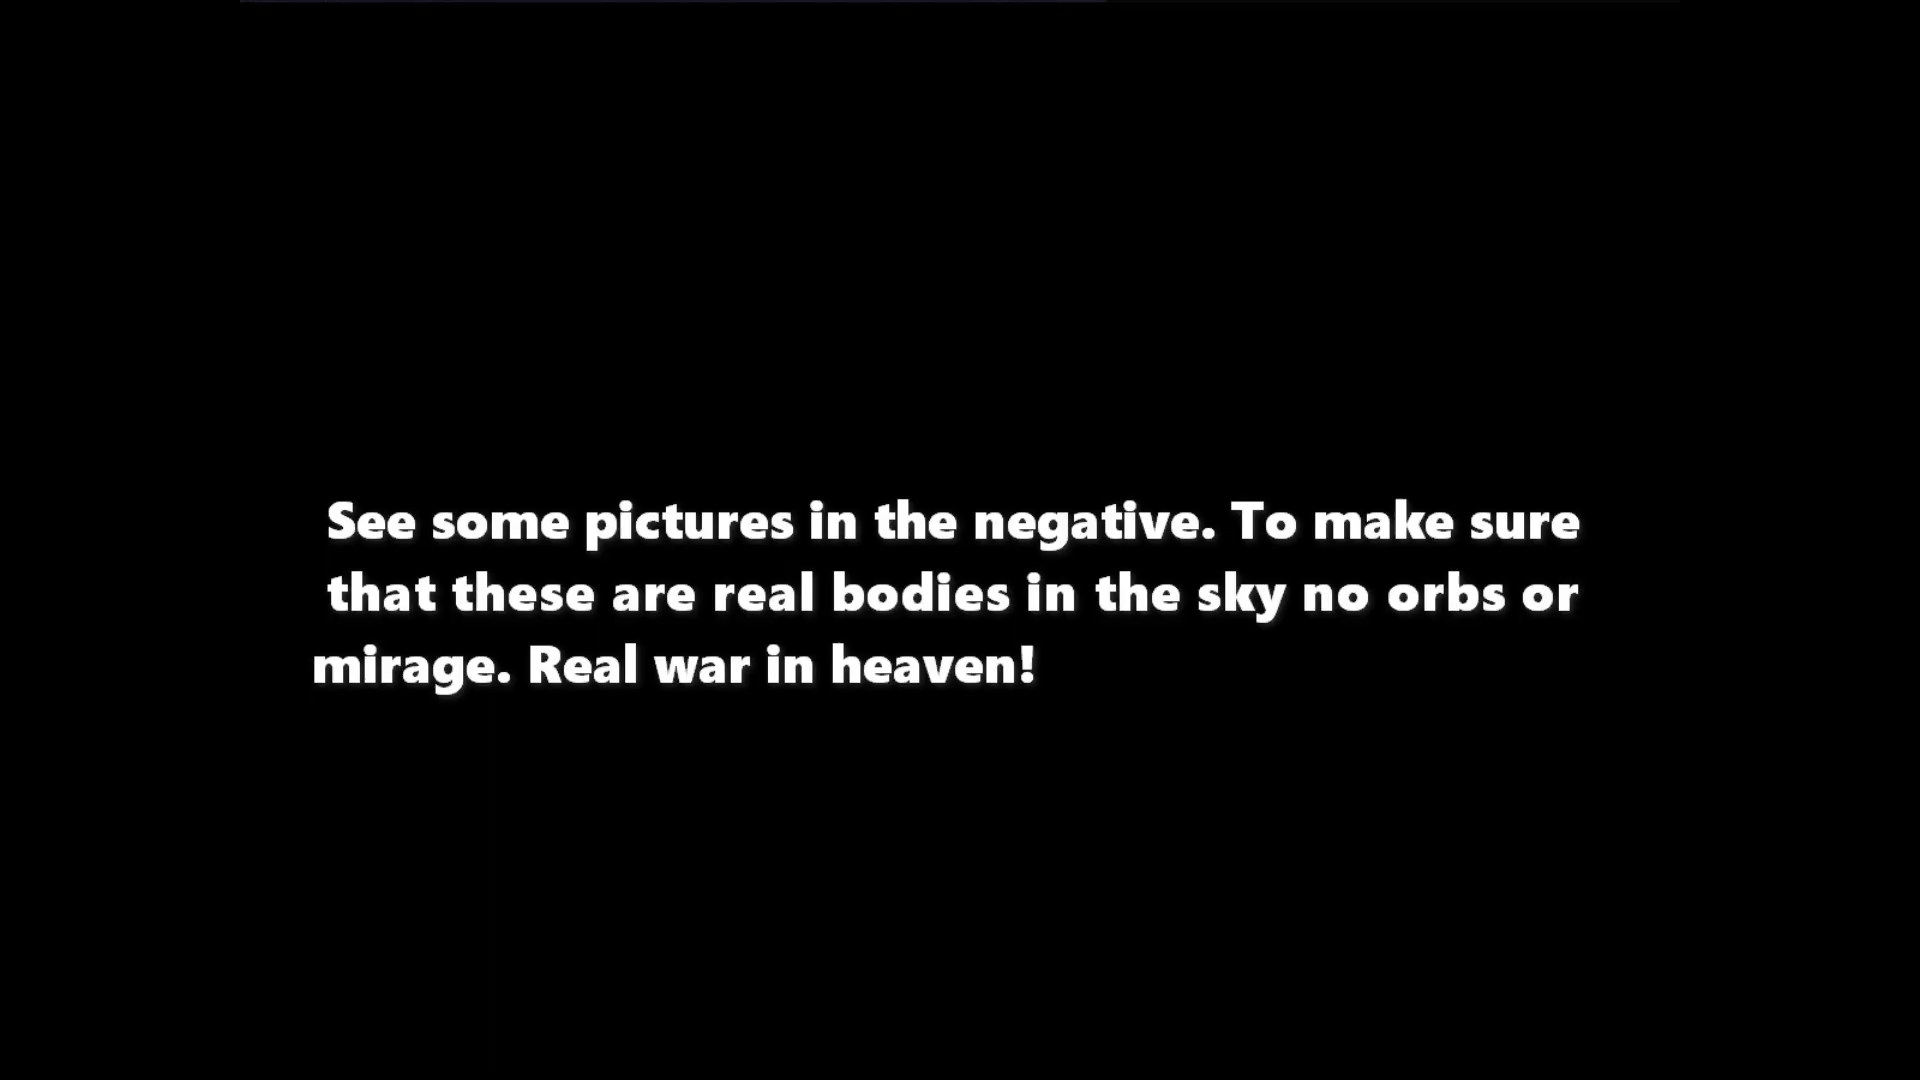 See some pictures in the negative. To make sure
that these are real bodies in the sky no orbs or
mirage. Real war in heaven!